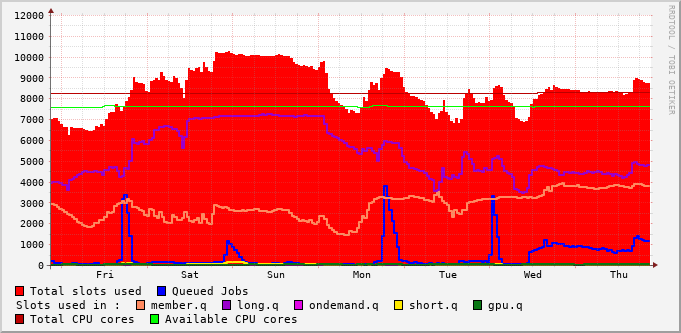 12000
11000
10000
9000
8000
7000
6000
5000
4000
3000
2000
1000
0
Fri Sat Sun Mon Tue Wed Thu
Total slots used Queued Jobs
Slots used in : member.q long.q ondemand.q short.q gpu.q
Total CPU cores Available CPU cores
RRDTOOL / TOBI OETIKER